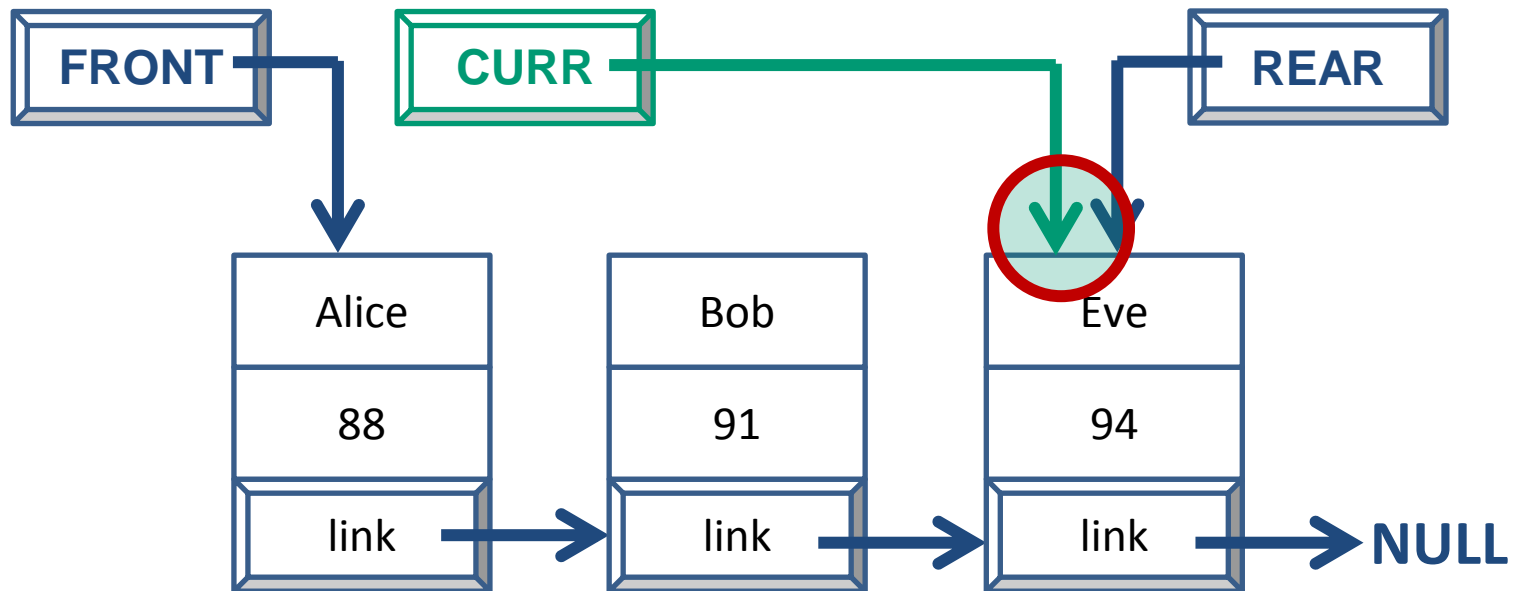 FRONT CURR REAR
Alice Bob Eve
88 91 94
link link link NULL